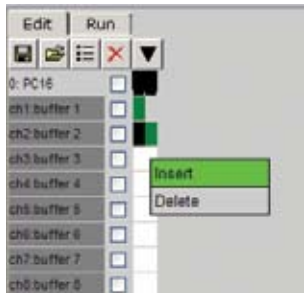 Edit Run
0: PC16
ch1:buffer 1
ch2:buffer 2
ch3:buffer 3
ch4:buffer 4
ch5:buffer 5
ch6:buffer 6
ch7:buffer 7
ch8:buffer 8
Insert
Delete